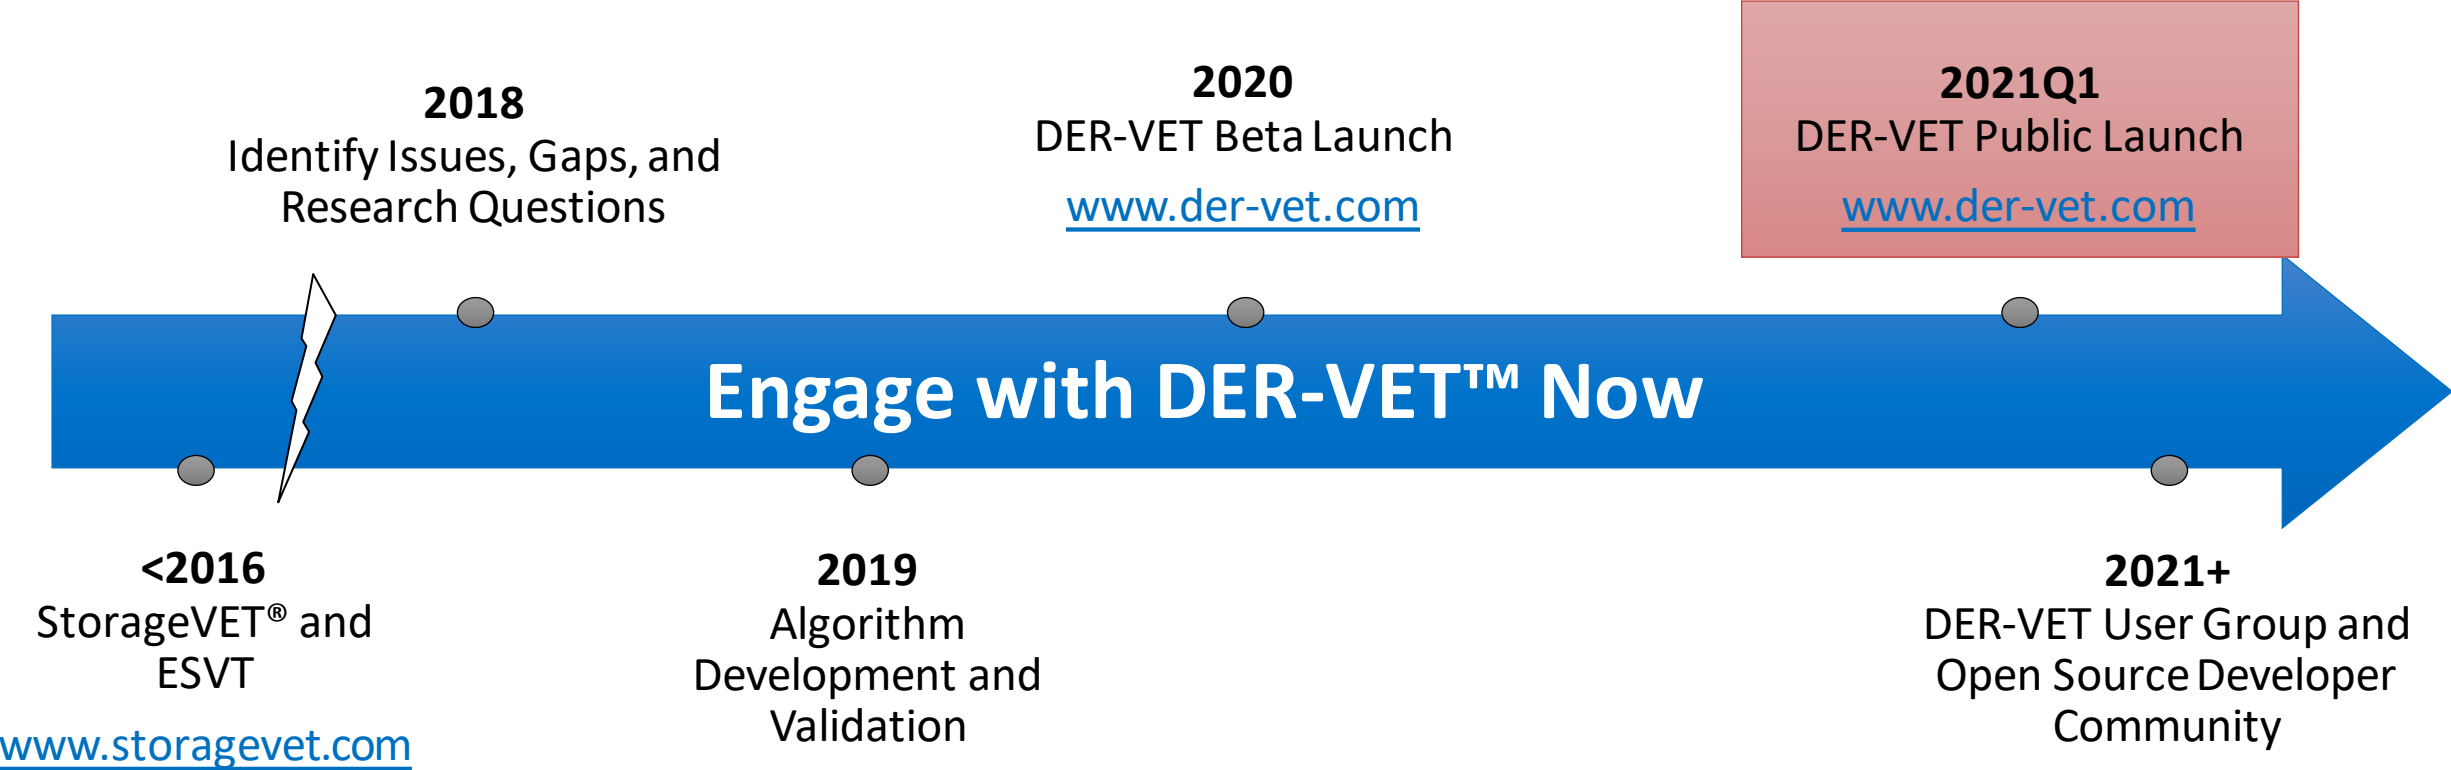 2018
Identify Issues, Gaps, and
Research Questions
2020
DER-VET Beta Launch
www.der-vet.com
2021Q1
DER-VET Public Launch
www.der-vet.com
Engage with DER-VET™ Now
<2016
StorageVET® and
ESVT
www.storagevet.com
2019
Algorithm
Development and
Validation
2021+
DER-VET User Group and
Open Source Developer
Community